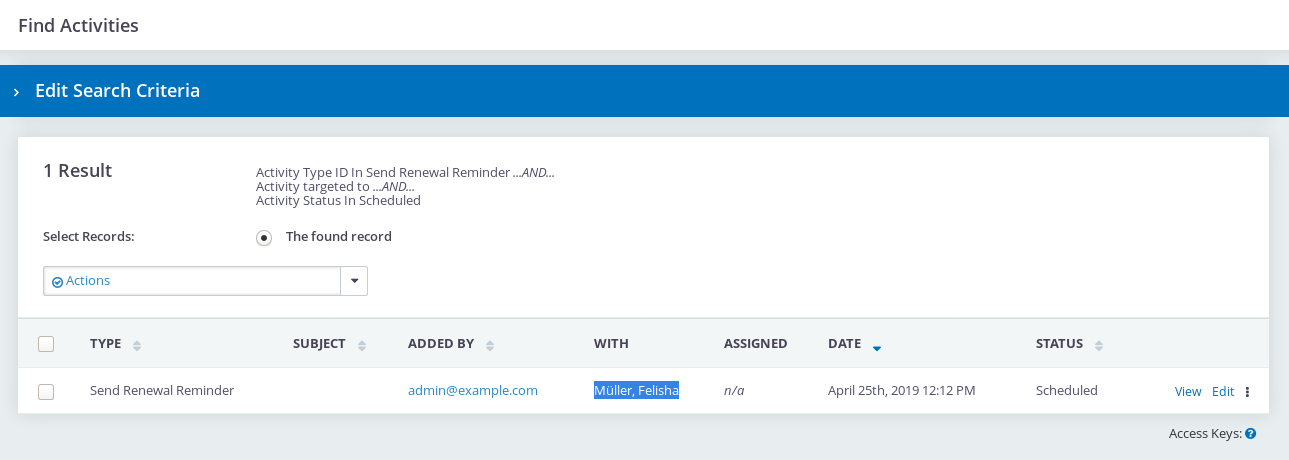 Find Activities
Edit Search Criteria
1 Result
Activity Type ID In Send Renewal Reminder ...AND...
Activity targeted to ...AND...
Activity Status In Scheduled
Select Records:
The found record
Actions
TYPE SUBJECT ADDED BY WITH ASSIGNED DATE STATUS
Send Renewal Reminder admin@example.com Müller, Felisha n/a April 25th, 2019 12:12 PM Scheduled View Edit
Access Keys: ?